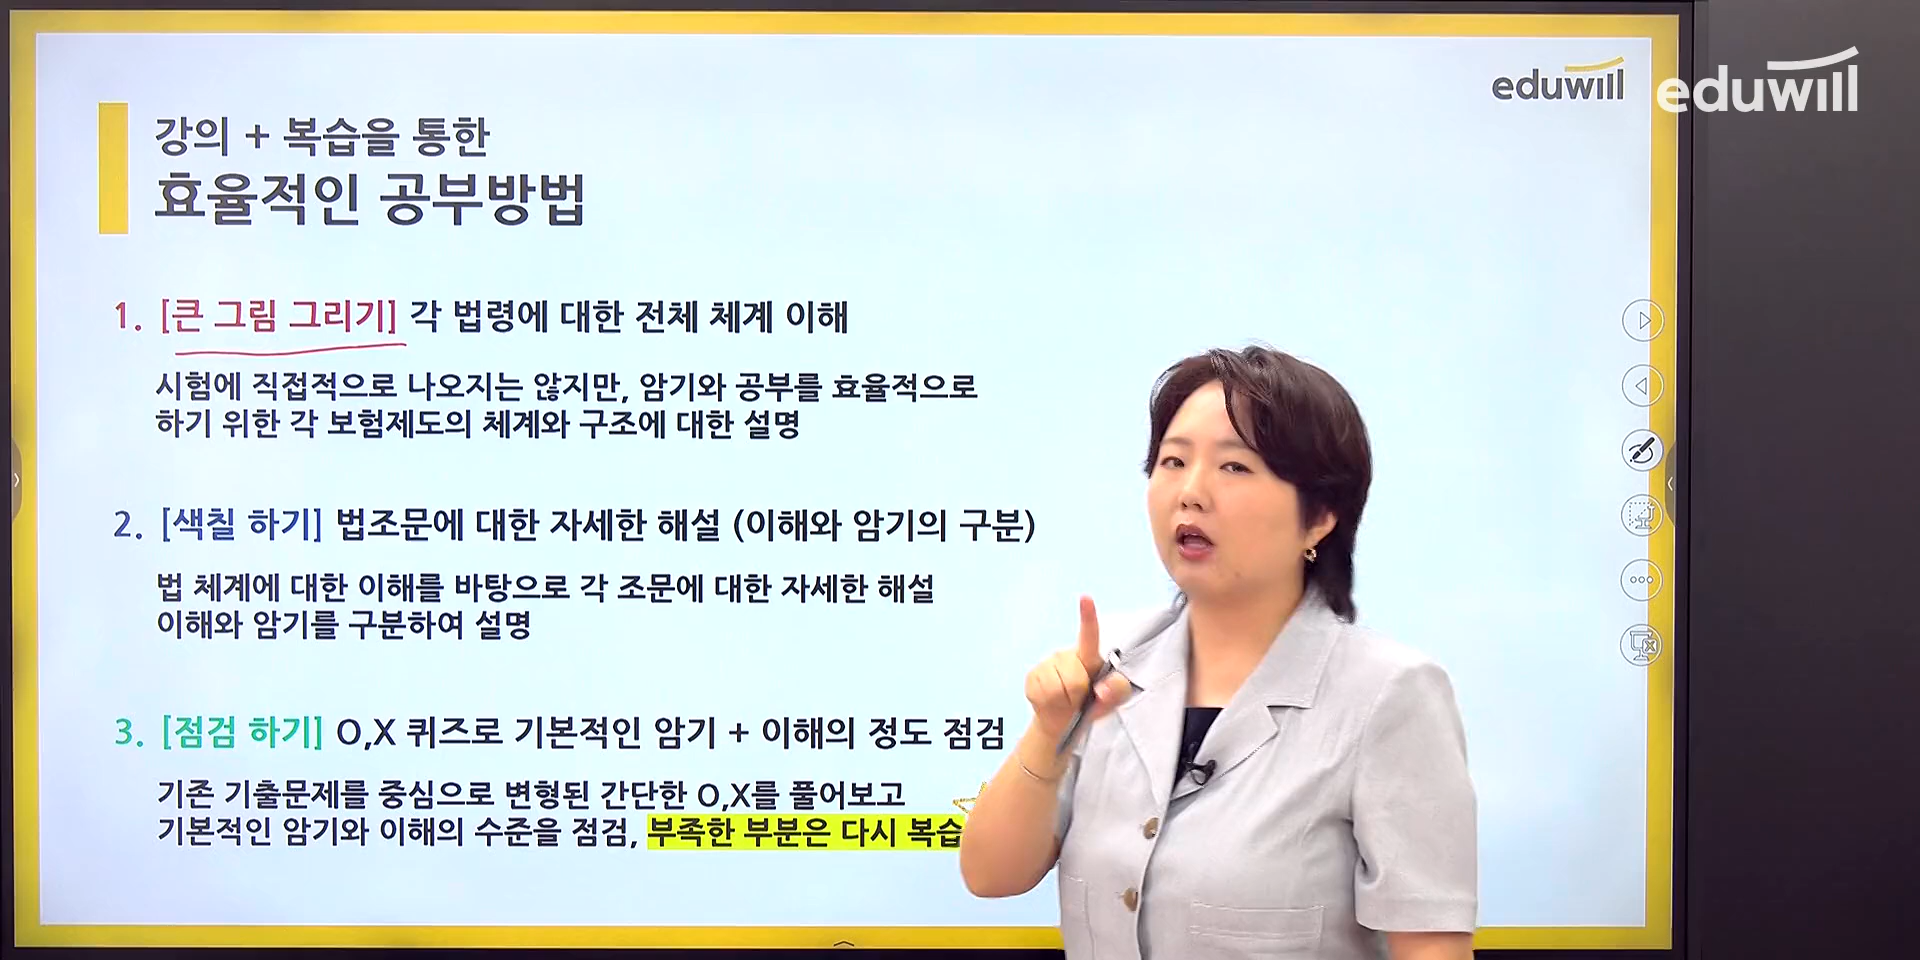 eduwill
eduwill
강의 + 복습을 통한
효율적인 공부방법
1. [큰 그림 그리기] 각 법령에 대한 전체 체계 이해
시험에 직접적으로 나오지는 않지만, 암기와 공부를 효율적으로
하기 위한 각 보험제도의 체계와 구조에 대한 설명
2. [색칠 하기] 법조문에 대한 자세한 해설 (이해와 암기의 구분)
법 체계에 대한 이해를 바탕으로 각 조문에 대한 자세한 해설
이해와 암기를 구분하여 설명
3. [점검 하기] O,X 퀴즈로 기본적인 암기 + 이해의 정도 점검
기존 기출문제를 중심으로 변형된 간단한 O,X를 풀어보고
기본적인 암기와 이해의 수준을 점검, 부족한 부분은 다시 복습